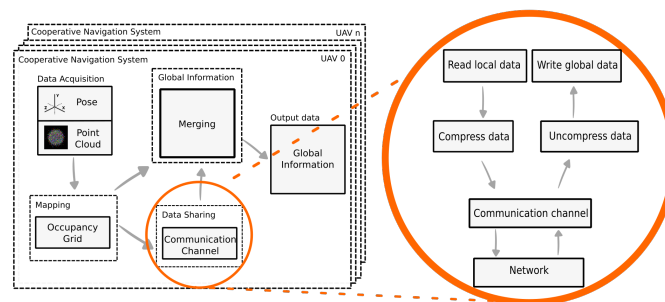 Cooperative Navigation System UAV n
Cooperative Navigation System UAV 0
Data Acquisition
Y
X Z
Pose
Point
Cloud
Global Information
Merging
Output data
Global
Information
Mapping
Occupancy
Grid
Data Sharing
Communication
Channel
Read local data
Write global data
Compress data
Uncompress data
Communication channel
Network